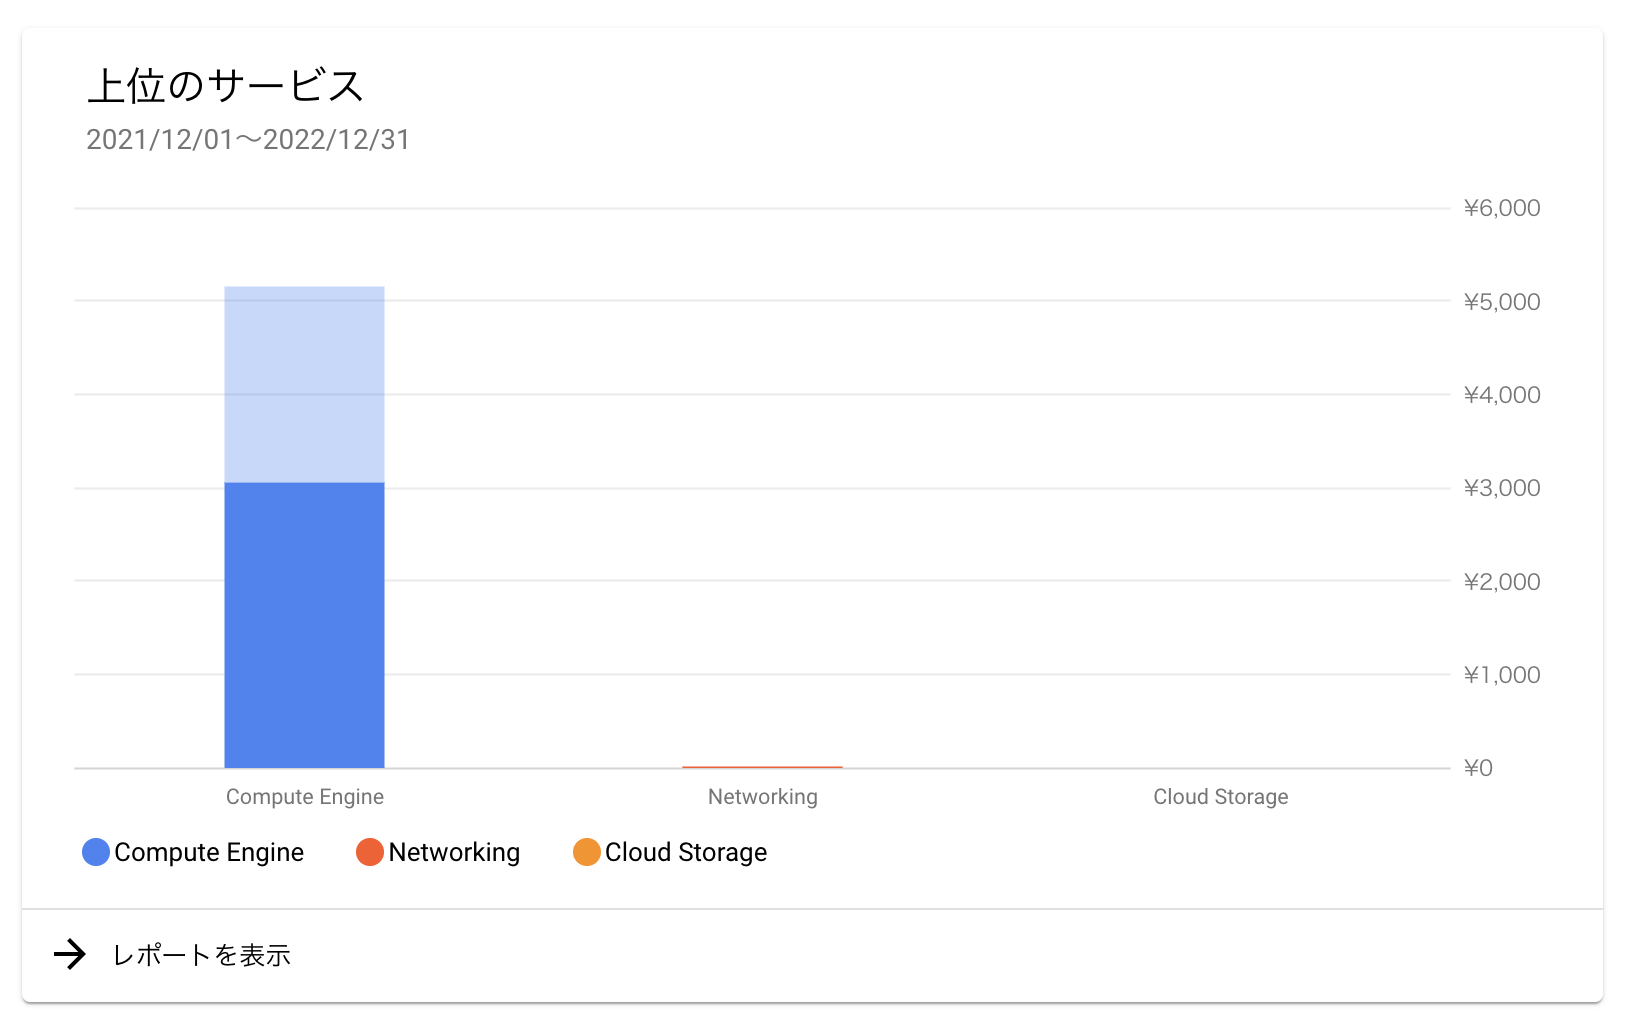 上位のサービス
2021/12/01～2022/12/31
¥6,000
¥5,000
¥4,000
¥3,000
¥2,000
¥1,000
¥0
Compute Engine Networking Cloud Storage
Compute Engine Networking Cloud Storage
レポートを表示